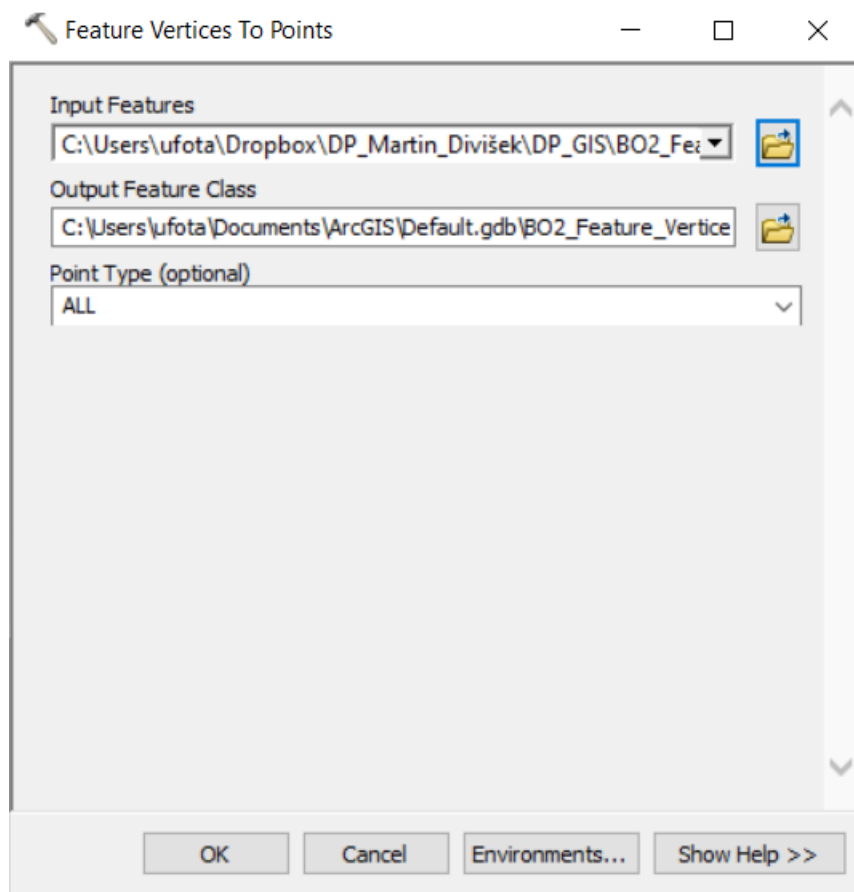 Feature Vertices To Points
Input Features
C:\Users\ufota\Dropbox\DP_Martin_Divišek\DP_GIS\BO2_Fea
Output Feature Class
C:\Users\ufota\Documents\ArcGIS\Default.gdb\BO2_Feature_Vertice
Point Type (optional)
ALL
OK Cancel Environments... Show Help >>